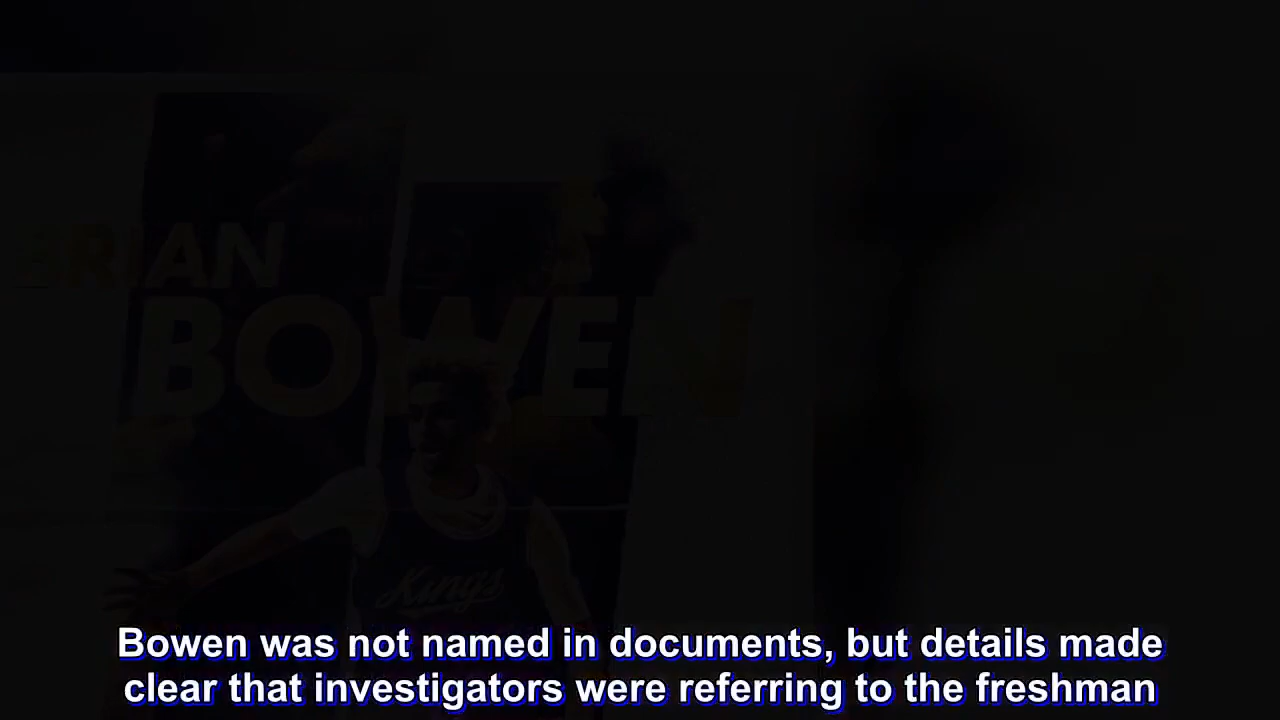 BRIAN
BOWEN
Kings
Bowen was not named in documents, but details made
clear that investigators were referring to the freshman